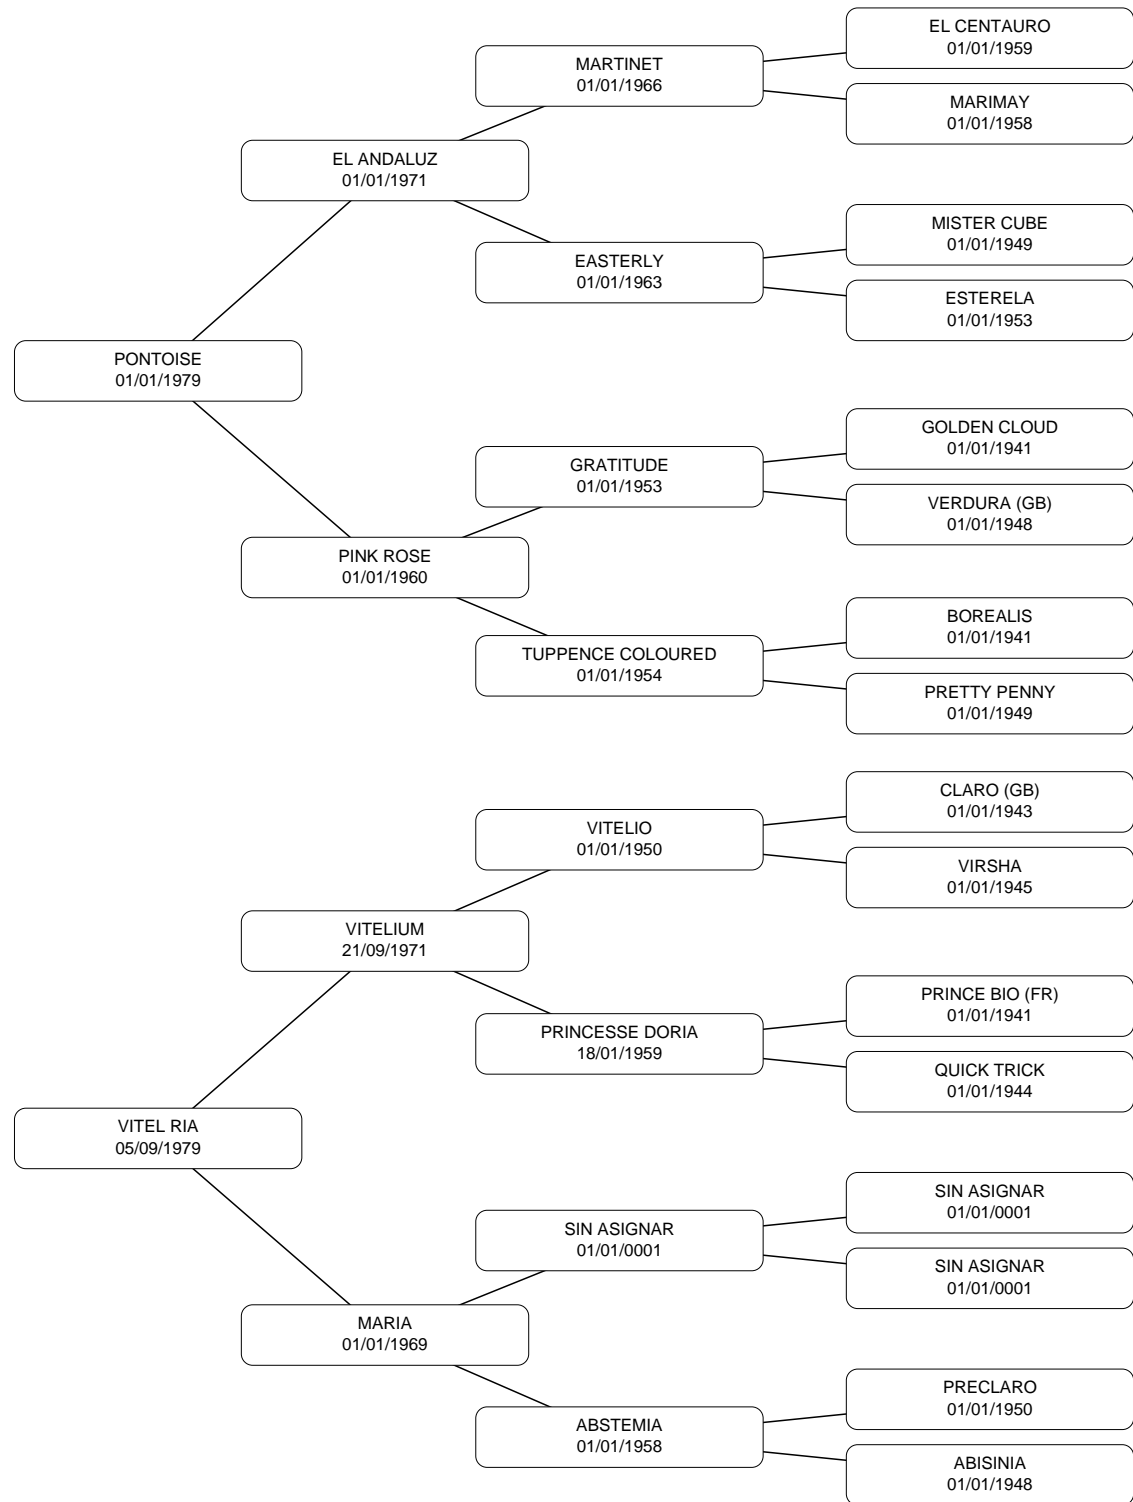 EL CENTAURO
01/01/1959
MARTINET
01/01/1966
MARIMAY
01/01/1958
EL ANDALUZ
01/01/1971
MISTER CUBE
01/01/1949
EASTERLY
01/01/1963
ESTERELA
01/01/1953
PONTOISE
01/01/1979
GOLDEN CLOUD
01/01/1941
GRATITUDE
01/01/1953
VERDURA (GB)
01/01/1948
PINK ROSE
01/01/1960
BOREALIS
01/01/1941
TUPPENCE COLOURED
01/01/1954
PRETTY PENNY
01/01/1949
CLARO (GB)
01/01/1943
VITELIO
01/01/1950
VIRSHA
01/01/1945
VITELIUM
21/09/1971
PRINCE BIO (FR)
01/01/1941
PRINCESSE DORIA
18/01/1959
QUICK TRICK
01/01/1944
VITEL RIA
05/09/1979
SIN ASIGNAR
01/01/0001
SIN ASIGNAR
01/01/0001
SIN ASIGNAR
01/01/0001
MARIA
01/01/1969
PRECLARO
01/01/1950
ABSTEMIA
01/01/1958
ABISINIA
01/01/1948